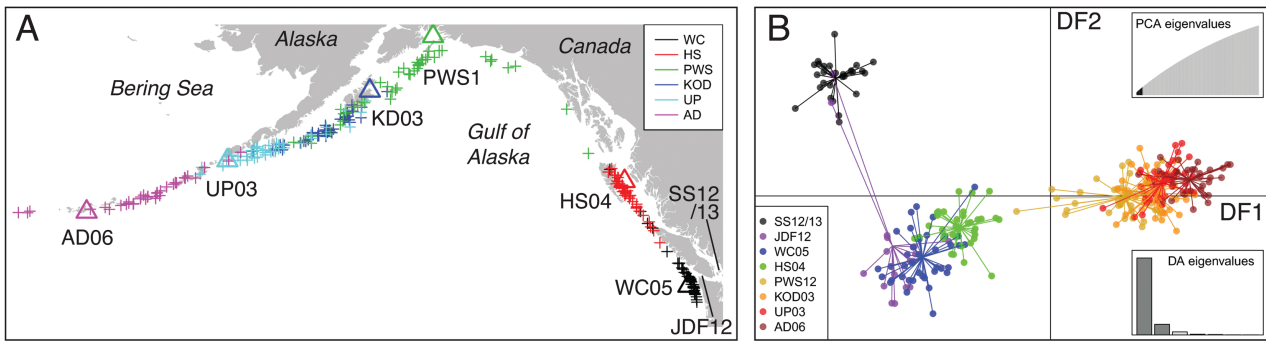 A
Alaska
Canada
Bering Sea
PWS1
KD03
Gulf of
Alaska
UP03
AD06
HS04
SS12
/13
WC05
JDF12
WC
HS
PWS
KOD
UP
AD
B
DF2
PCA eigenvalues
DF1
SS12/13
JDF12
WC05
HS04
PWS12
KOD03
UP03
AD06
DA eigenvalues